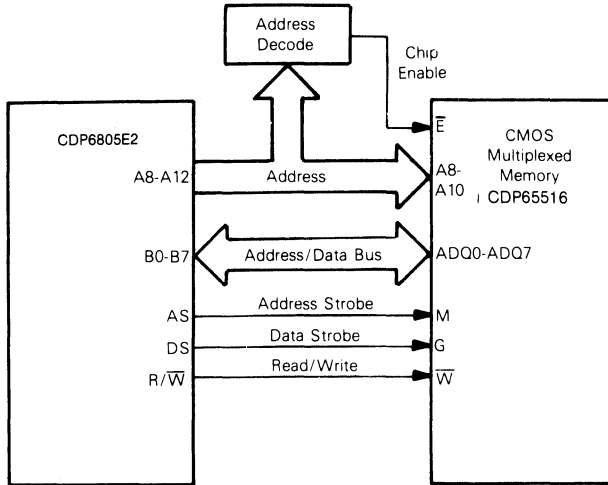 Address
Decode
Chip
Enable
CDP6805E2
E̅
CMOS
Multiplexed
Memory
CDP65516
A8-A12
Address
A8-
A10
B0-B7
Address/Data Bus
ADQ0-ADQ7
AS
Address Strobe
M
DS
Data Strobe
G
R/W̅
Read/Write
W̅